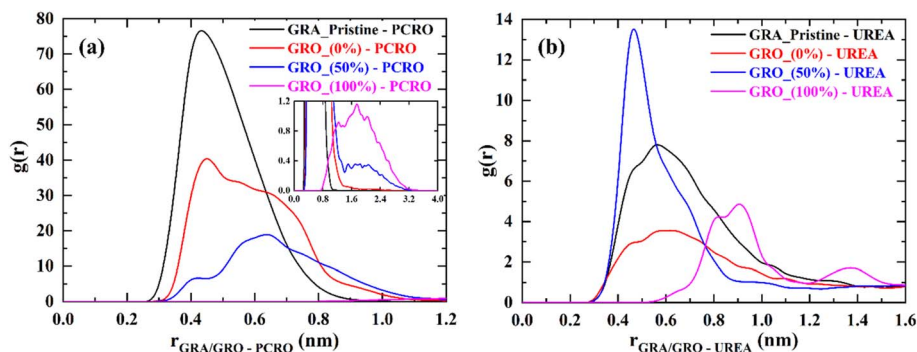 (a)
GRA_Pristine - PCRO
GRO_(0%) - PCRO
GRO_(50%) - PCRO
GRO_(100%) - PCRO
g(r)
80
70
60
50
40
30
20
10
0
0.0 0.2 0.4 0.6 0.8 1.0 1.2
r GRA/GRO - PCRO (nm)
1.2
0.8
0.4
0.0
0.0 0.8 1.6 2.4 3.2 4.0
(b)
GRA_Pristine - UREA
GRO_(0%) - UREA
GRO_(50%) - UREA
GRO_(100%) - UREA
g(r)
14
12
10
8
6
4
2
0
0.0 0.2 0.4 0.6 0.8 1.0 1.2 1.4 1.6
r GRA/GRO - UREA (nm)